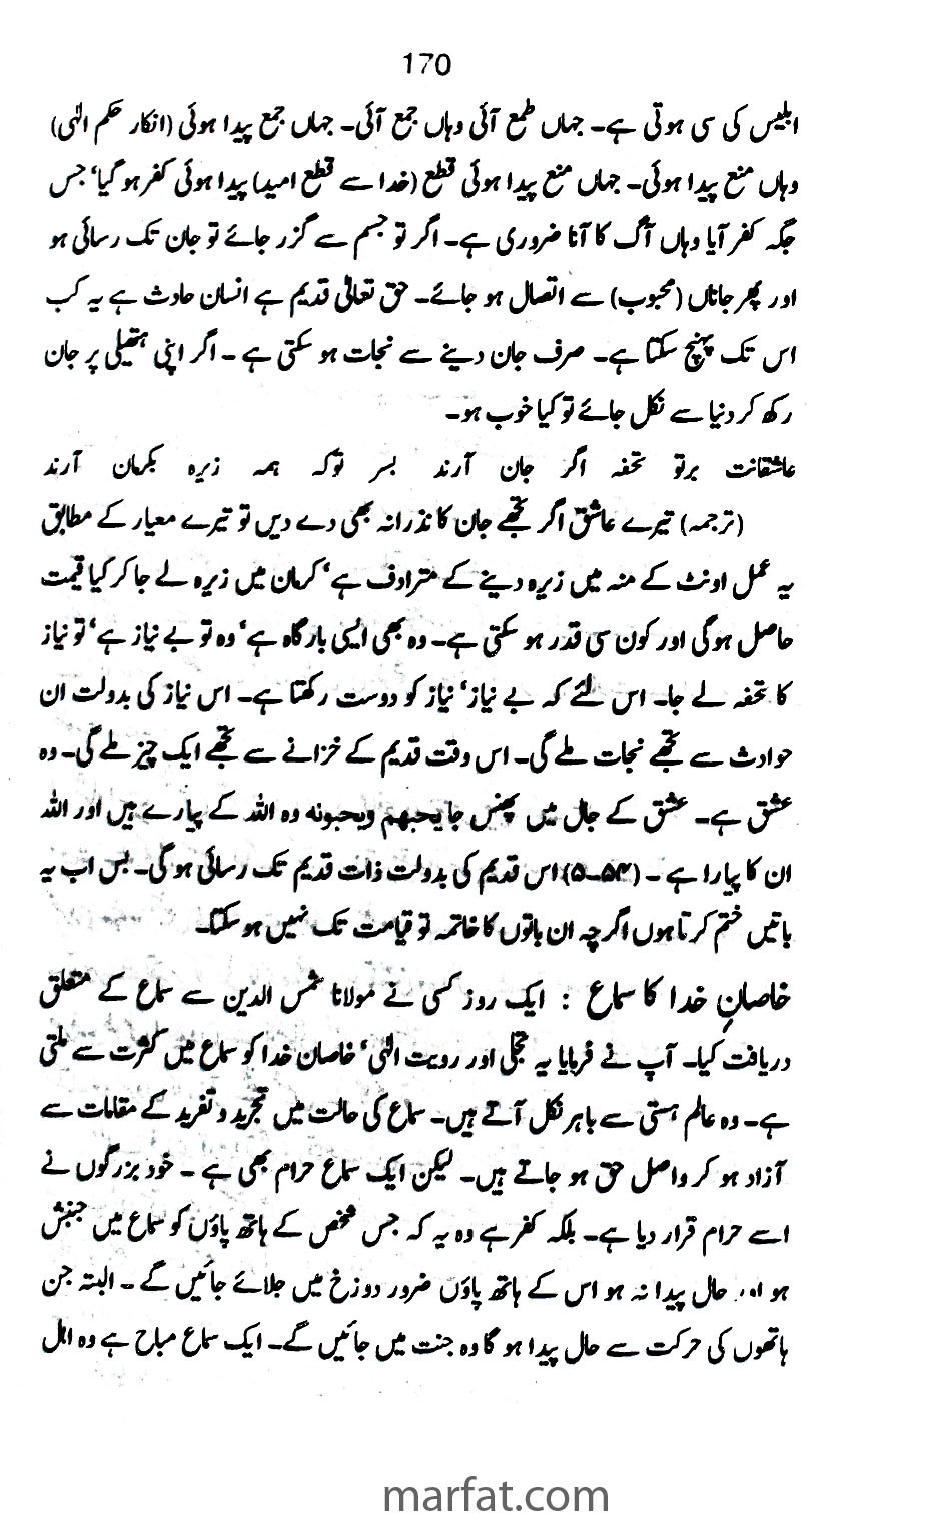 170
ابلیس کی سی ہوتی ہے۔ جہاں طمع آئی وہاں جمع آئی۔ جہاں جمع پیدا ہوئی (انکار حکم الٰہی)
وہاں منع پیدا ہوئی۔ جہاں منع پیدا ہوئی قطع (خدا سے قطع امید) پیدا ہوئی کفر ہو گیا، جس
جگہ کفر آیا وہاں آگ کا آنا ضروری ہے۔ اگر تو جسم سے گزر جائے تو جان تک رسائی ہو
اور پھر جاناں (محبوب) سے اتصال ہو جائے۔ حق تعالیٰ قدیم ہے انسان حادث ہے یہ کب
اس تک پہنچ سکتا ہے۔ صرف جان دینے سے نجات ہو سکتی ہے۔ اگر اپنی ہتھیلی پر جان
رکھ کر دنیا سے نکل جائے تو کیا خوب ہو۔
عاشقانت برتو تحفہ اگر جان آرند بسر توکہ ہمہ زیرہ بکرمان آرند
(ترجمہ) تیرے عاشق اگر تجھے جان کا نذرانہ بھی دے دیں تو تیرے معیار کے مطابق
یہ عمل اونٹ کے منہ میں زیرہ دینے کے مترادف ہے، کرمان میں زیرہ لے جا کر کیا قیمت
حاصل ہوگی اور کون سی قدر ہو سکتی ہے۔ وہ بھی ایسی بارگاہ ہے، وہ تو بے نیاز ہے، تو نیاز
کا تحفہ لے جا۔ اس لئے کہ بے نیاز، نیاز کو دوست رکھتا ہے۔ اس نیاز کی بدولت ان
حوادث سے تجھے نجات ملے گی۔ اس وقت قدیم کے خزانے سے تجھے ایک چیز ملے گی۔ وہ
عشق ہے۔ عشق کے جال میں پھنس جا یحبھم ویحبونه وہ اللہ کے پیارے ہیں اور اللہ
ان کا پیارا ہے۔ (۵۴۔۵) اس قدیم کی بدولت ذات قدیم تک رسائی ہوگی۔ بس اب یہ
باتیں ختم کرتا ہوں اگرچہ ان باتوں کا خاتمہ تو قیامت تک نہیں ہو سکتا۔
خاصانِ خدا کا سماع : ایک روز کسی نے مولانا شمس الدین سے سماع کے متعلق
دریافت کیا۔ آپ نے فرمایا یہ تجلی اور رویت الٰہی، خاصان خدا کو سماع میں کثرت سے ملتی
ہے۔ وہ عالم ہستی سے باہر نکل آتے ہیں۔ سماع کی حالت میں تجرید و تفرید کے مقامات سے
آزاد ہو کر واصل حق ہو جاتے ہیں۔ لیکن ایک سماع حرام بھی ہے۔ خود بزرگوں نے
اسے حرام قرار دیا ہے۔ بلکہ کفر ہے وہ یہ کہ جس شخص کے ہاتھ پاؤں کو سماع میں جنبش
ہو اور حال پیدا نہ ہو اس کے ہاتھ پاؤں ضرور دوزخ میں جلائے جائیں گے۔ البتہ جن
ہاتھوں کی حرکت سے حال پیدا ہو گا وہ جنت میں جائیں گے۔ ایک سماع مباح ہے وہ اہل
marfat.com